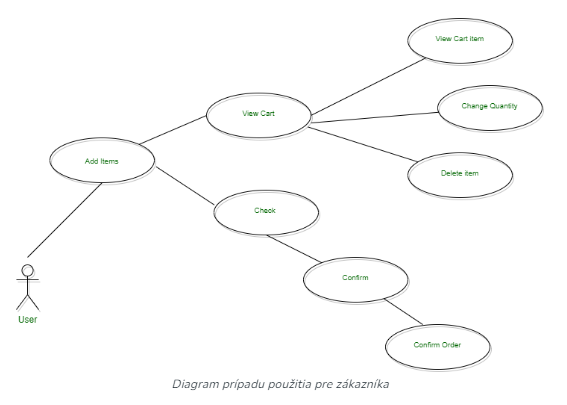 View Cart item
View Cart
Change Quantity
Add Items
Delete item
Check
Confirm
User
Confirm Order
Diagram prípadu použitia pre zákazníka